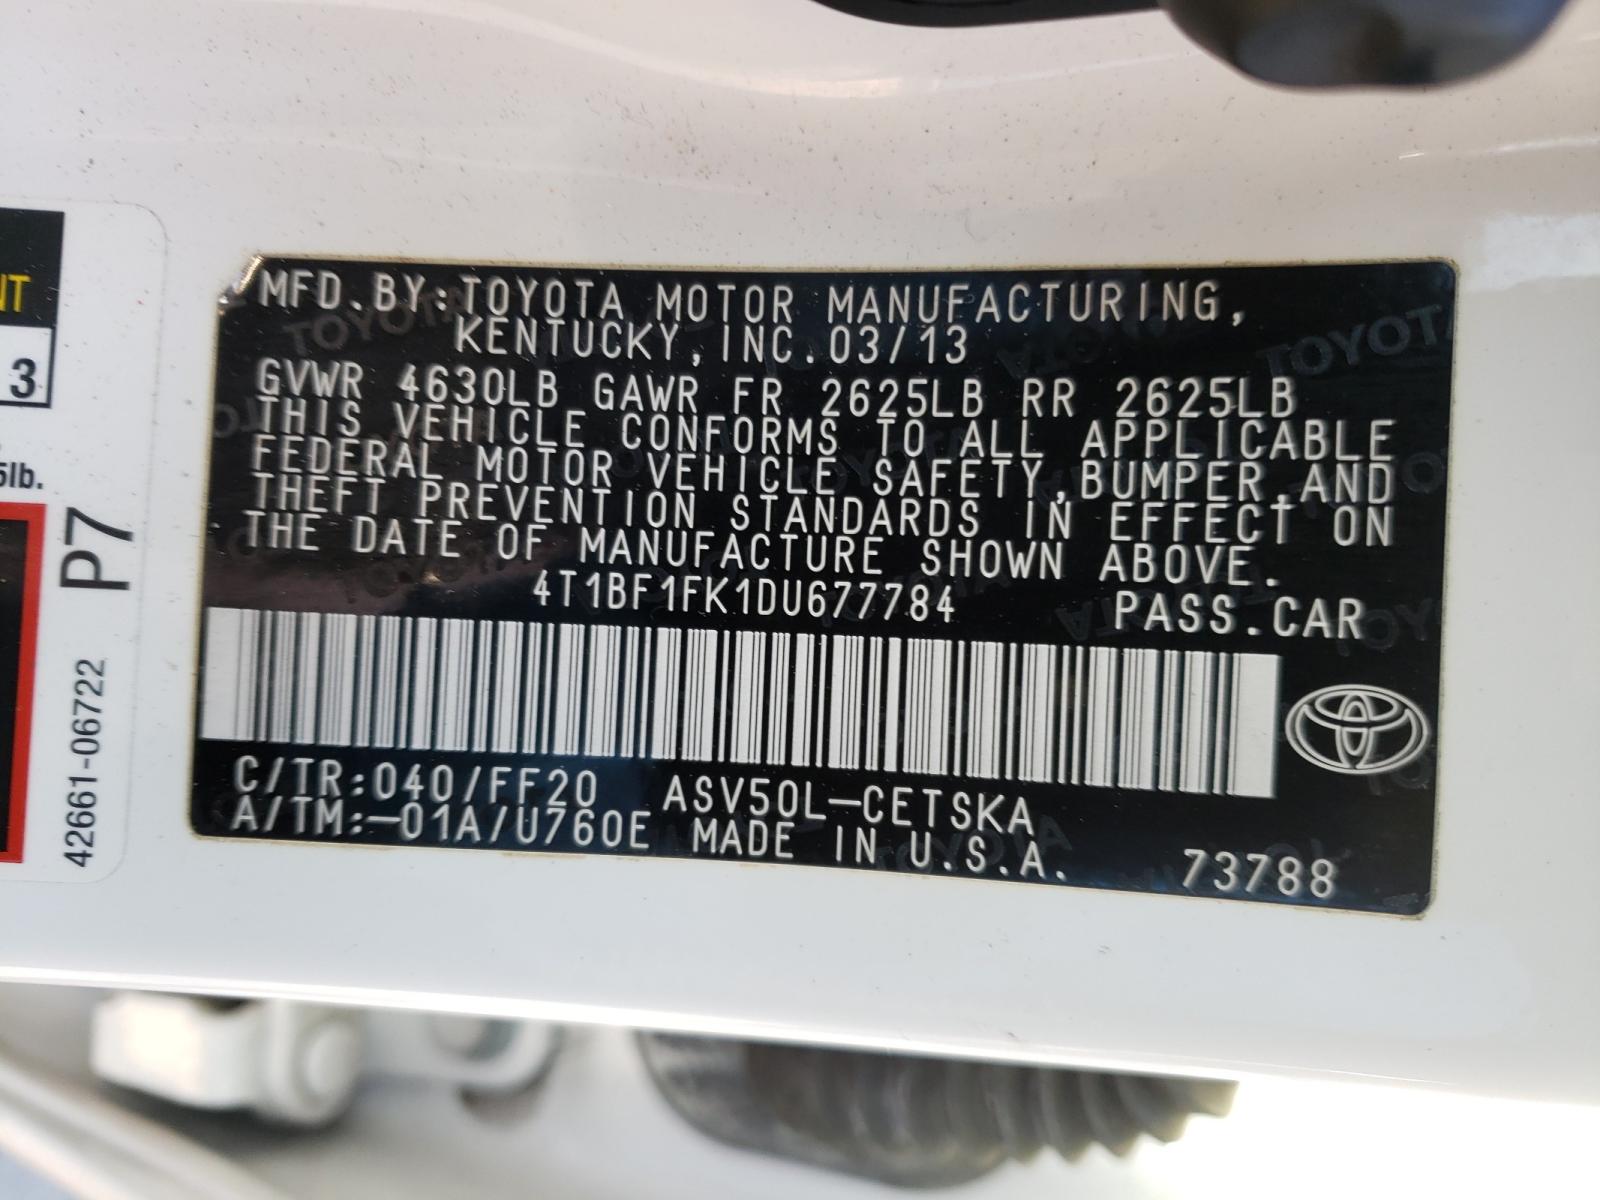 MFD.BY:TOYOTA MOTOR MANUFACTURING,
KENTUCKY,INC.03/13
GVWR 4630LB GAWR FR 2625LB RR 2625LB
THIS VEHICLE CONFORMS TO ALL APPLICABLE
FEDERAL MOTOR VEHICLE SAFETY,BUMPER,AND
THEFT PREVENTION STANDARDS IN EFFECT ON
THE DATE OF MANUFACTURE SHOWN ABOVE.
4T1BF1FK1DU677784 PASS.CAR
C/TR:040/FF20 ASV50L-CETSKA
A/TM:-01A/U760E MADE IN U.S.A. 73788
NT
3
5lb.
P7
42661-06722
TOYOTA